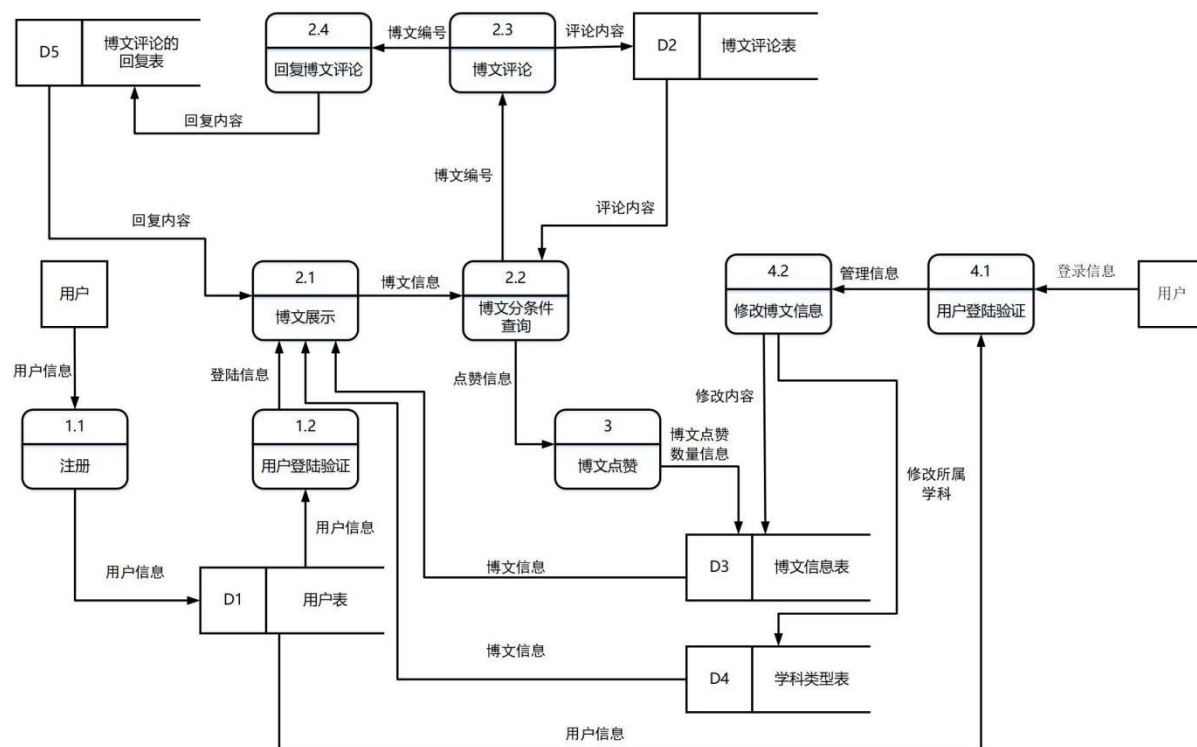 D5
博文评论的
回复表
2.4
回复博文评论
博文编号
2.3
博文评论
评论内容
D2
博文评论表
回复内容
博文编号
回复内容
评论内容
用户
2.1
博文展示
博文信息
2.2
博文分条件
查询
4.2
修改博文信息
管理信息
4.1
用户登陆验证
登录信息
用户
用户信息
登陆信息
点赞信息
修改内容
1.1
注册
1.2
用户登陆验证
3
博文点赞
博文点赞
数量信息
修改所属
学科
用户信息
用户信息
D1
用户表
博文信息
D3
博文信息表
博文信息
D4
学科类型表
用户信息